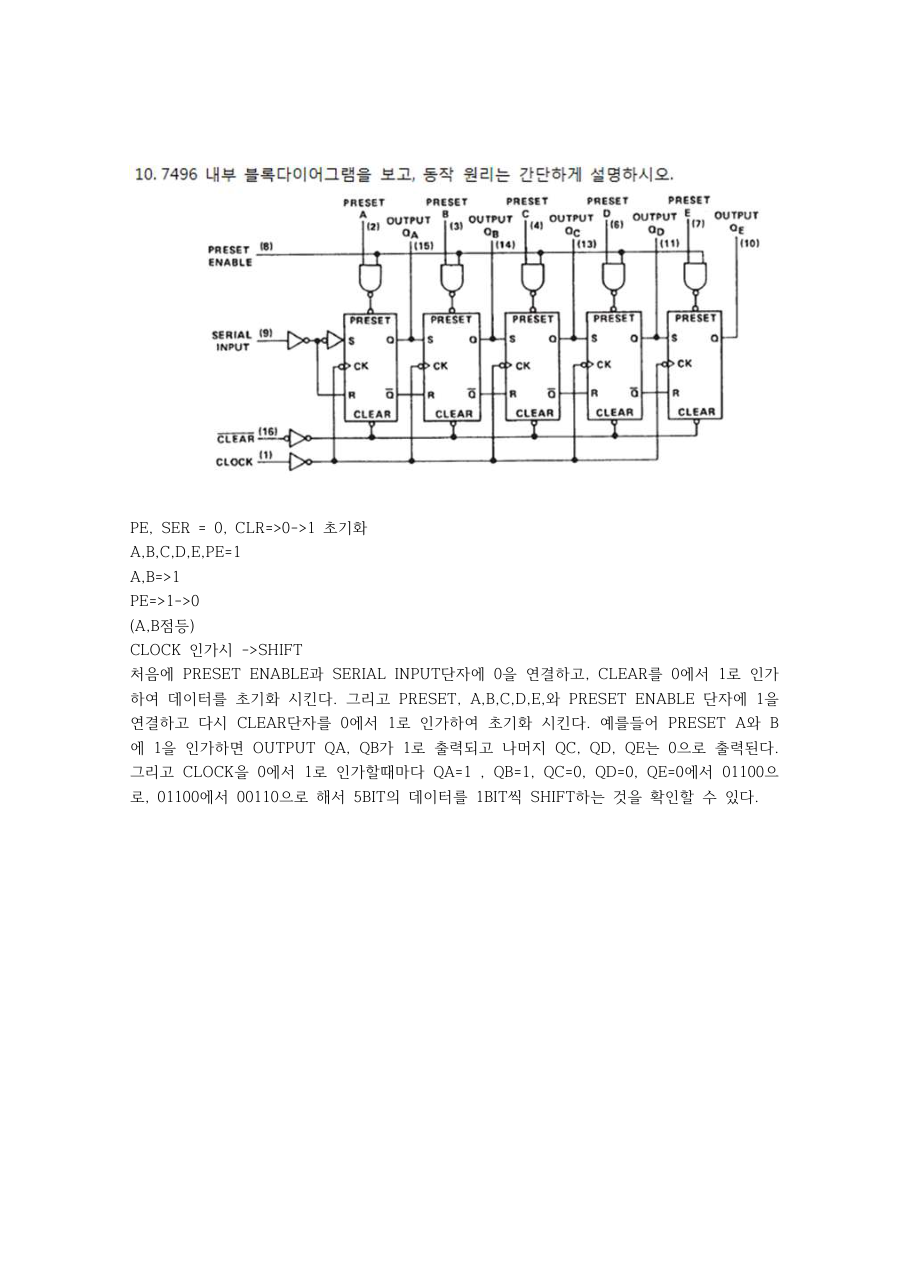 10. 7496 내부 블록다이어그램을 보고, 동작 원리는 간단하게 설명하시오.
PRESET PRESET PRESET PRESET PRESET
A OUTPUT B OUTPUT C OUTPUT D OUTPUT E OUTPUT
(2) QA (3) QB (4) QC (6) QD (7) QE
(15) (14) (13) (11) (10)
PRESET ENABLE (8)
PRESET PRESET PRESET PRESET PRESET
SERIAL INPUT (9)
S Q S Q S Q S Q S Q
CK CK CK CK CK
R Q̅ R Q̅ R Q̅ R Q̅ R
CLEAR CLEAR CLEAR CLEAR CLEAR
C̅L̅E̅A̅R̅ (16)
CLOCK (1)
PE, SER = 0, CLR=>0->1 초기화
A,B,C,D,E,PE=1
A,B=>1
PE=>1->0
(A,B점등)
CLOCK 인가시 ->SHIFT
처음에 PRESET ENABLE과 SERIAL INPUT단자에 0을 연결하고, CLEAR를 0에서 1로 인가
하여 데이터를 초기화 시킨다. 그리고 PRESET, A,B,C,D,E,와 PRESET ENABLE 단자에 1을
연결하고 다시 CLEAR단자를 0에서 1로 인가하여 초기화 시킨다. 예를들어 PRESET A와 B
에 1을 인가하면 OUTPUT QA, QB가 1로 출력되고 나머지 QC, QD, QE는 0으로 출력된다.
그리고 CLOCK을 0에서 1로 인가할때마다 QA=1 , QB=1, QC=0, QD=0, QE=0에서 01100으
로, 01100에서 00110으로 해서 5BIT의 데이터를 1BIT씩 SHIFT하는 것을 확인할 수 있다.